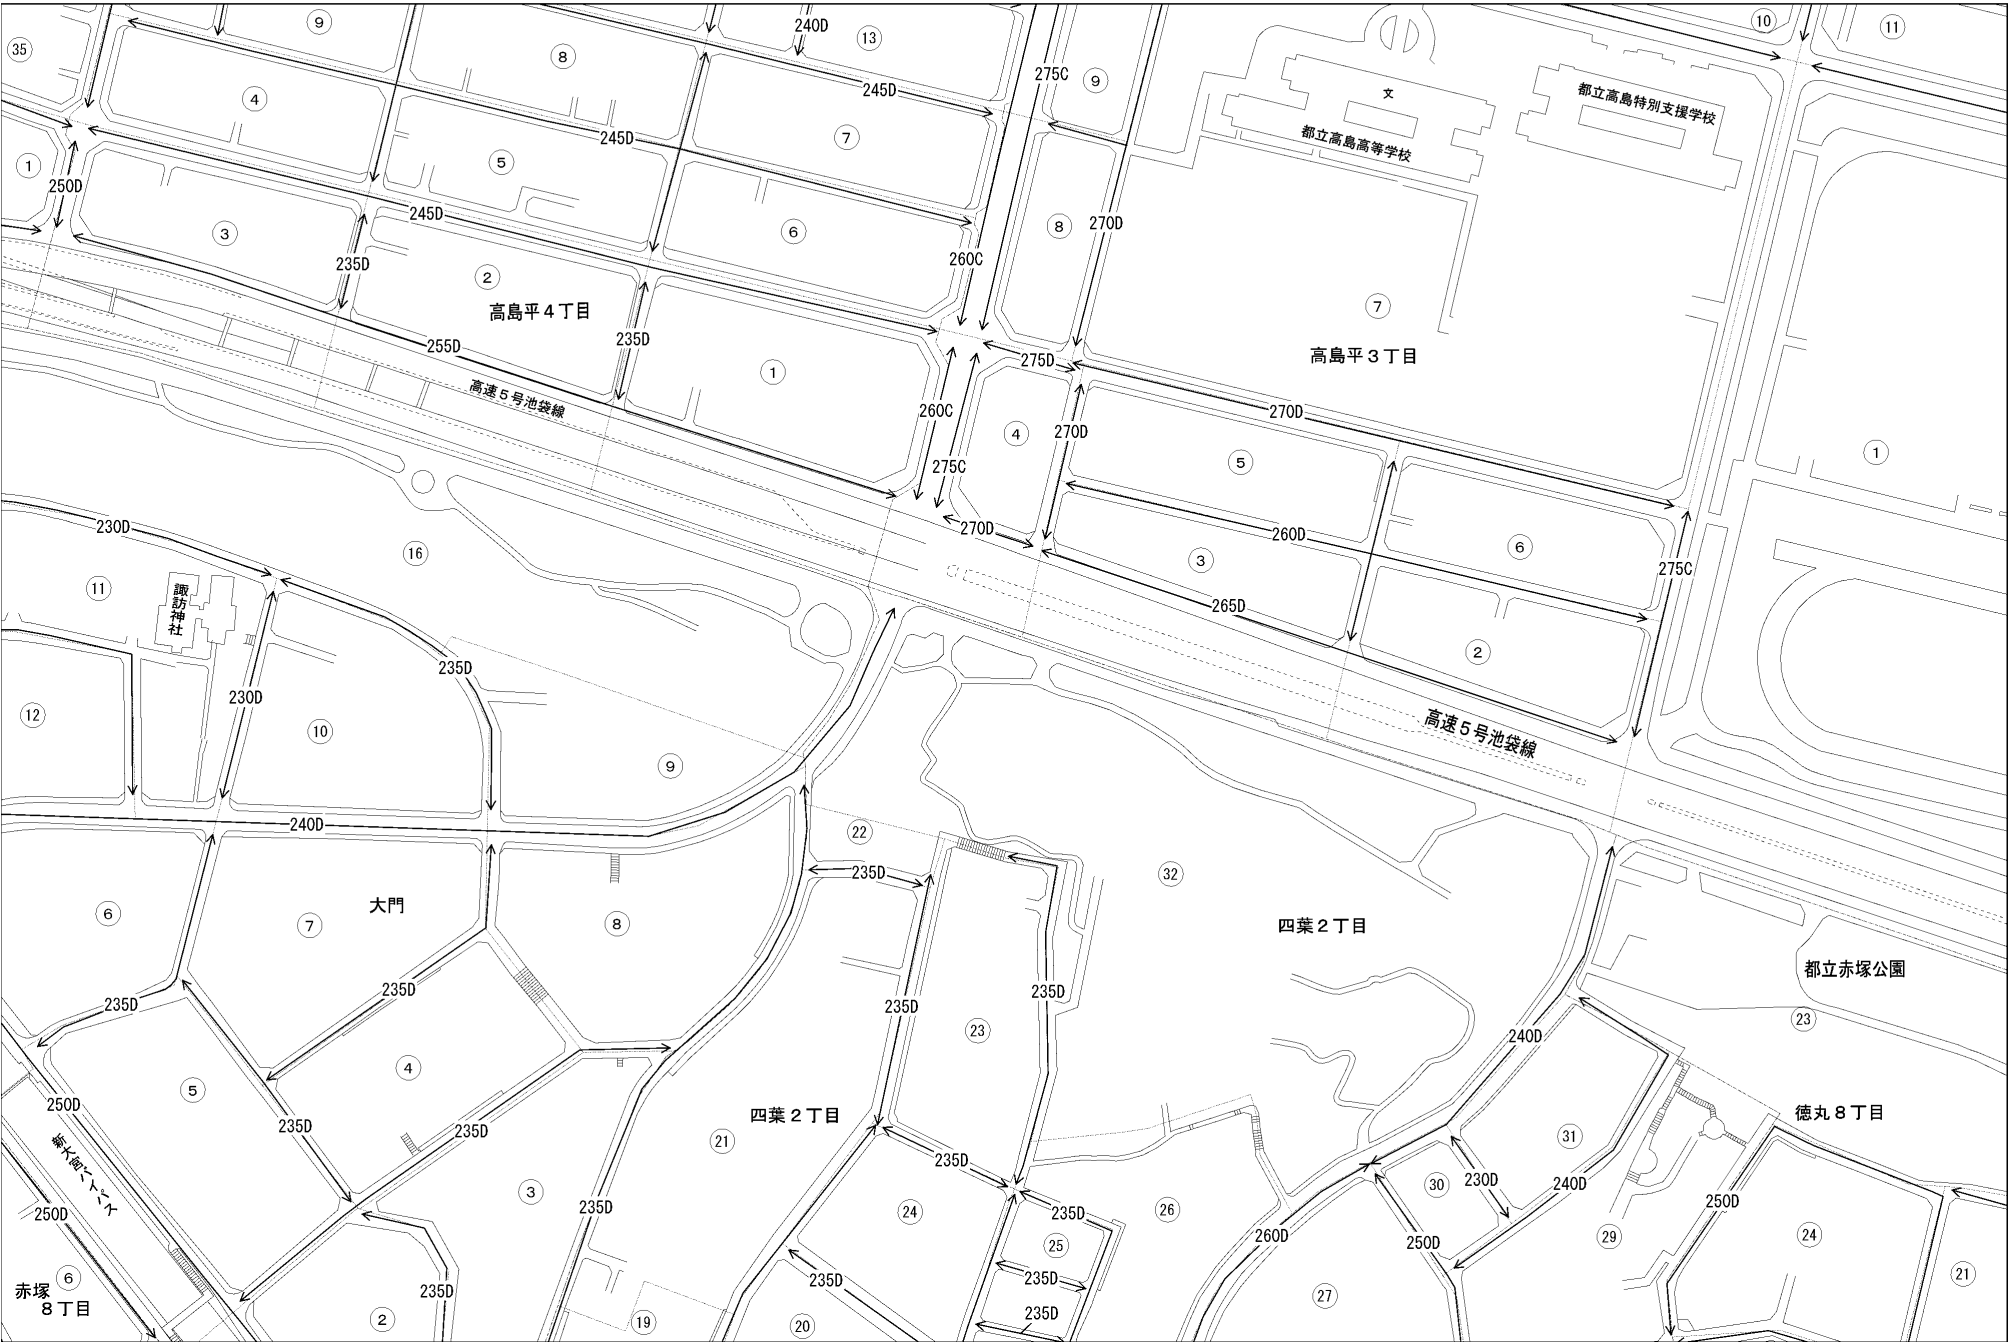 ⑨
240D
⑬
⑩
⑪
㉟
⑧
275C
⑨
文
都立高島特別支援学校
④
245D
⑦
都立高島高等学校
245D
①
⑤
250D
245D
⑥
⑧
270D
③
235D
②
260C
高島平４丁目
⑦
255D
235D
①
275D
高島平３丁目
高速５号池袋線
260C
270D
④
270D
⑤
①
275C
230D
⑯
270D
260D
⑥
⑪
諏訪神社
③
275C
265D
235D
②
230D
⑫
⑩
高速５号池袋線
⑨
240D
㉒
235D
㉜
大門
⑥
⑦
⑧
四葉２丁目
都立赤塚公園
235D
235D
235D
235D
㉓
㉓
240D
④
⑤
250D
235D
235D
四葉２丁目
㉑
徳丸８丁目
㉛
新大宮バイパス
235D
③
㉚
230D
240D
250D
235D
250D
㉔
235D
㉖
260D
250D
㉙
㉔
㉕
赤塚
８丁目
⑥
235D
235D
235D
㉗
㉑
②
⑲
⑳
235D